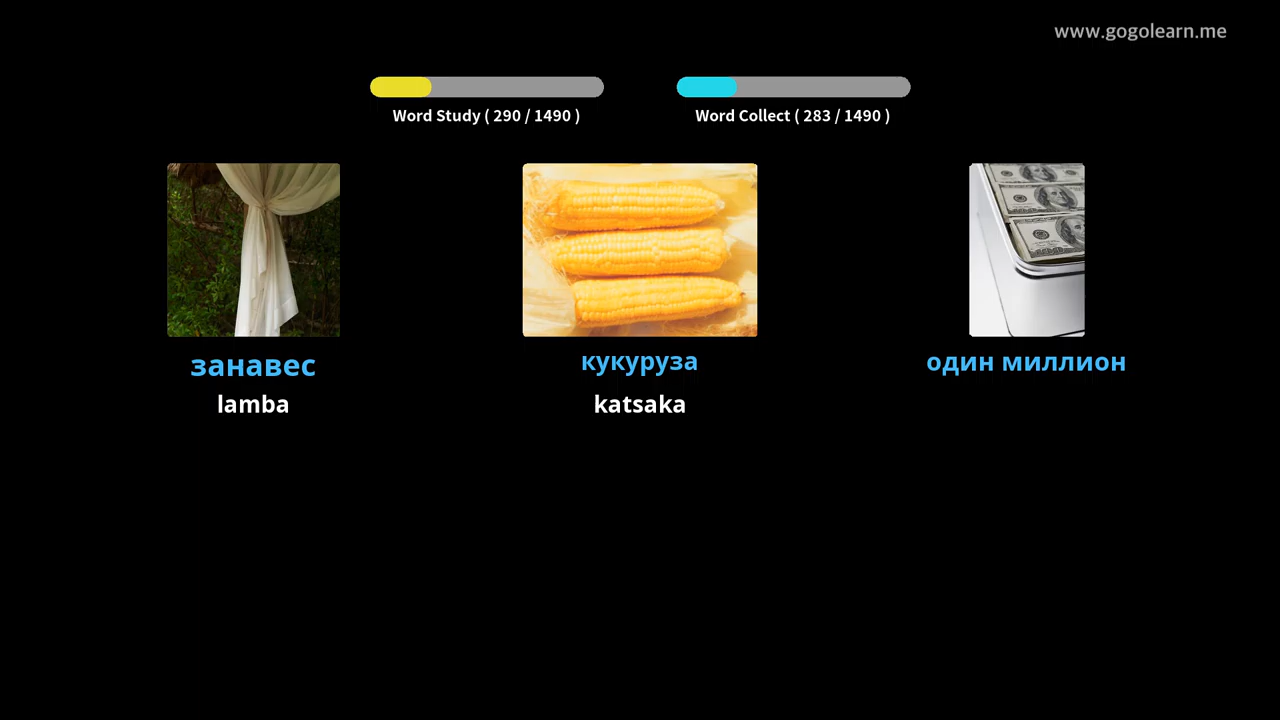 www.gogolearn.me
Word Study ( 290 / 1490 )
Word Collect ( 283 / 1490 )
занавес
кукуруза
один миллион
lamba
katsaka